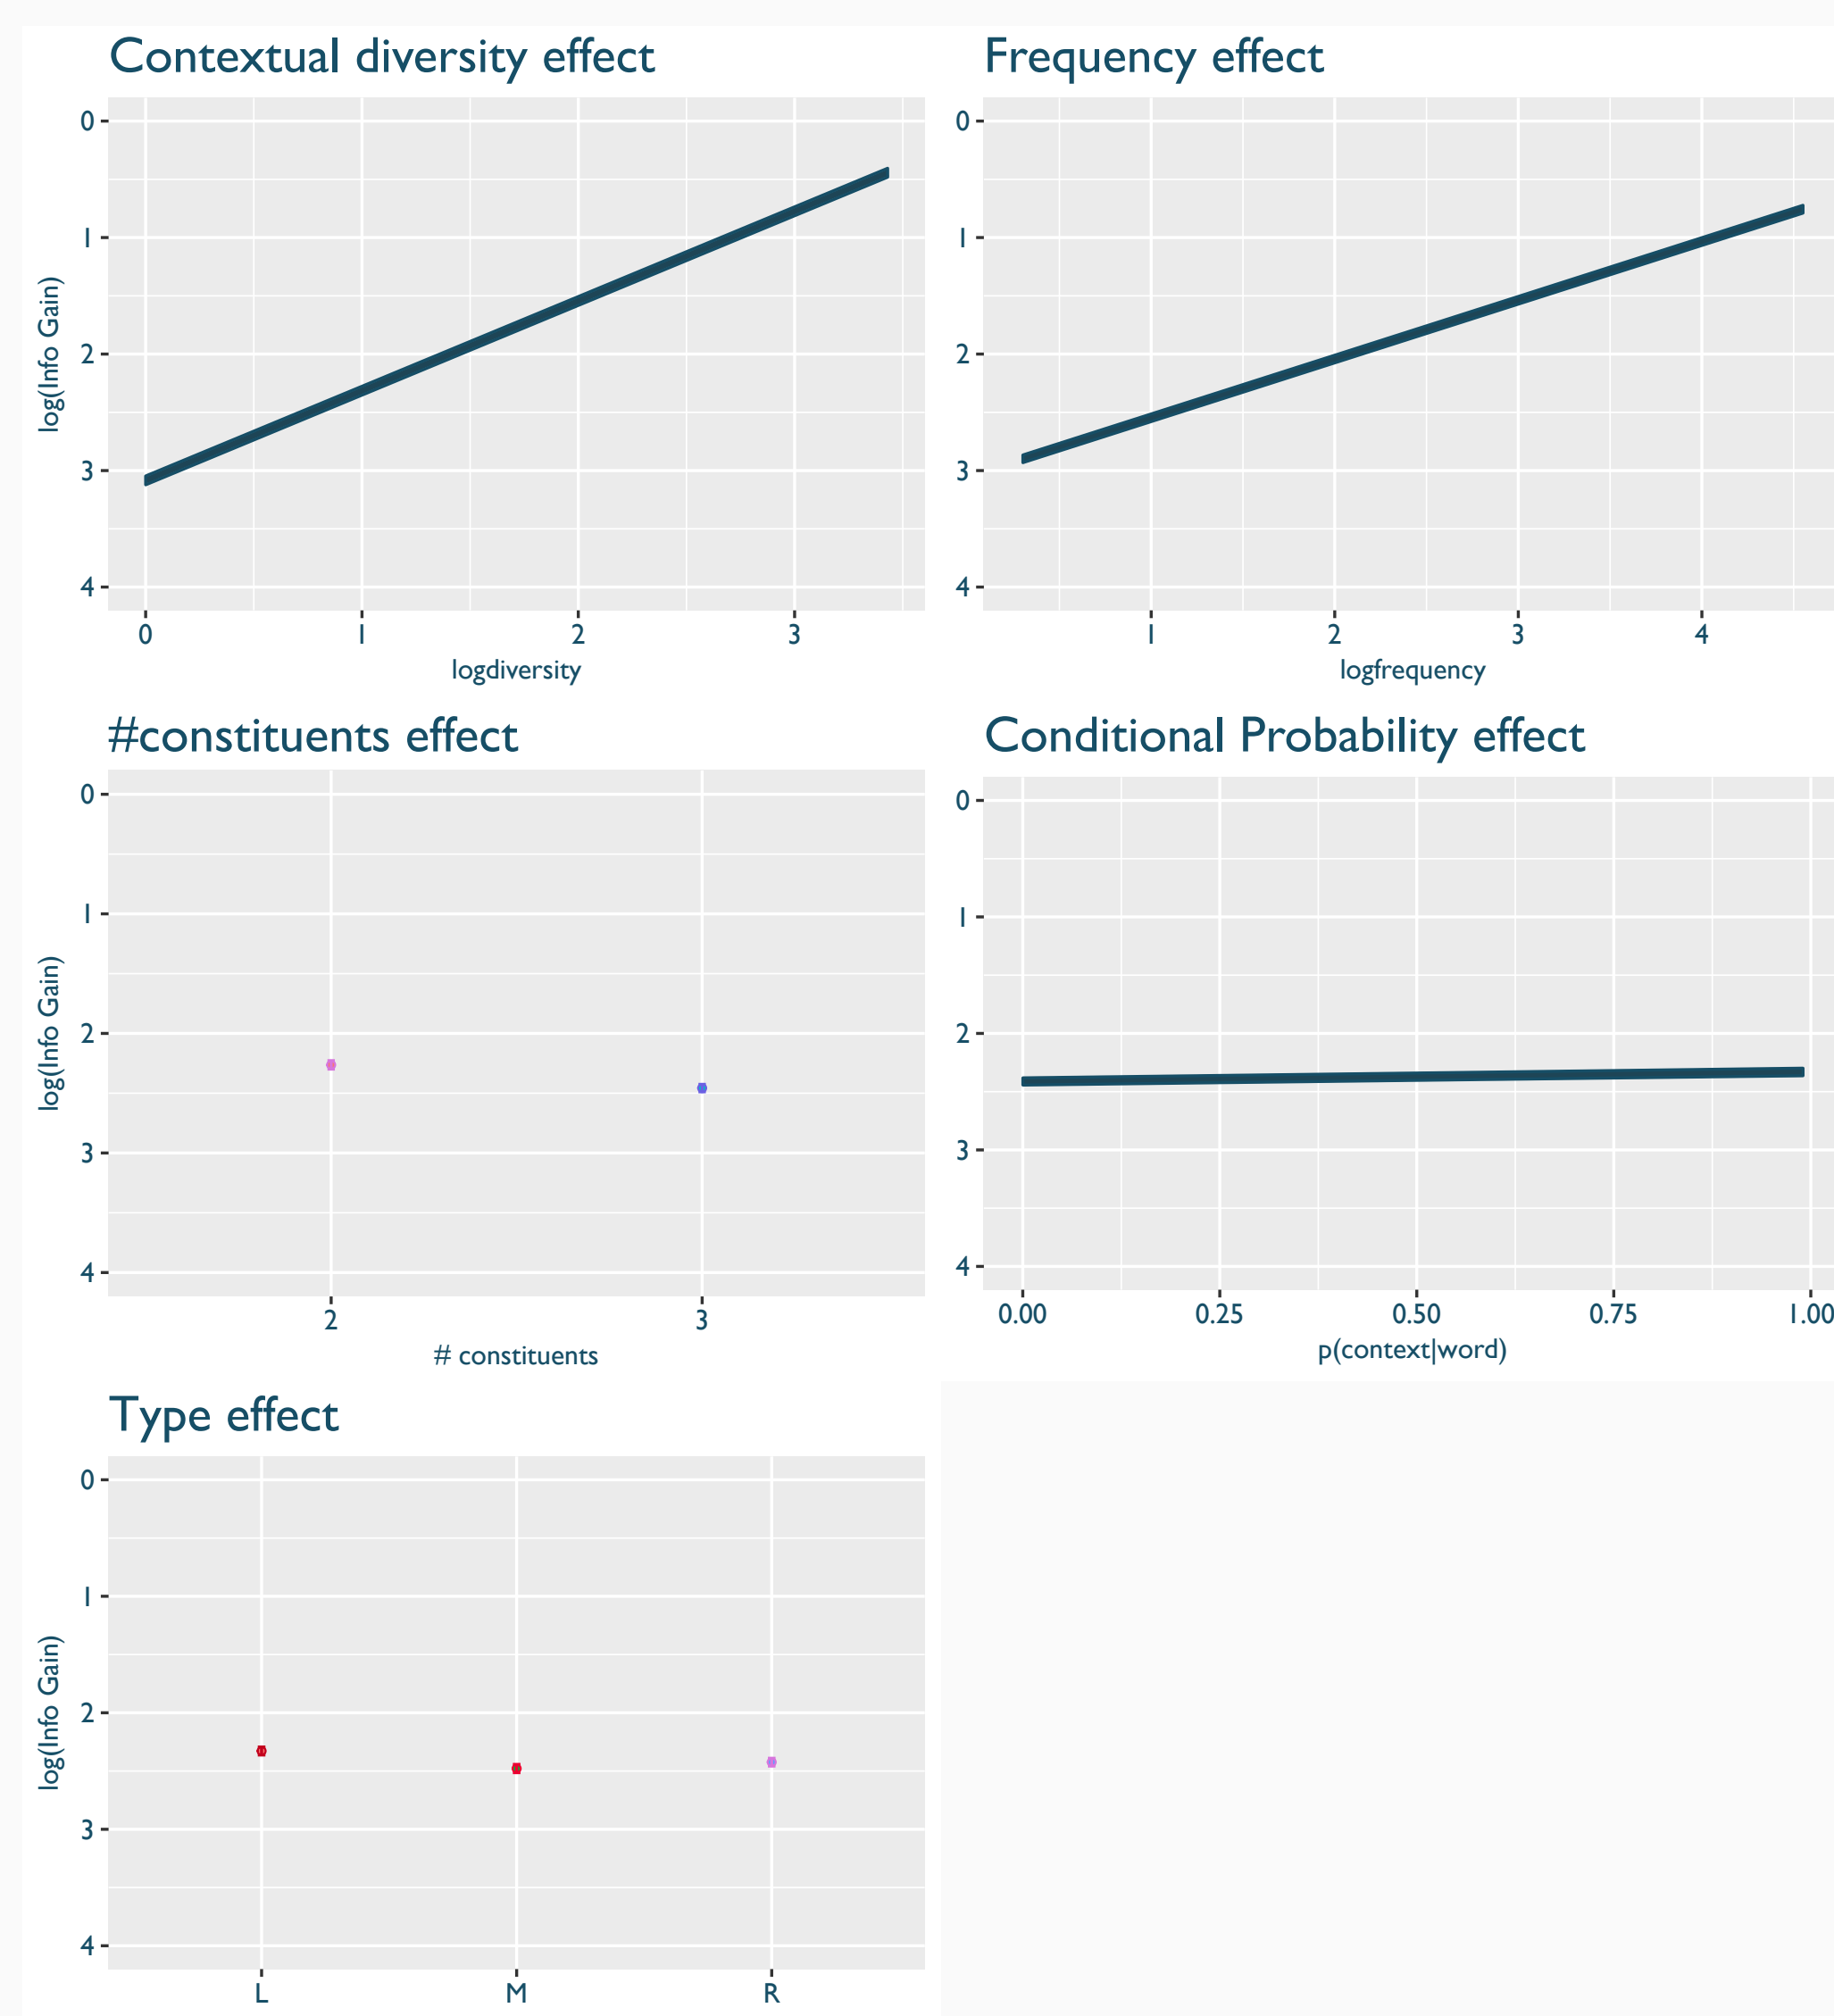 Contextual diversity effect
0
1
2
3
4
log(Info Gain)
0 1 2 3
logdiversity
Frequency effect
0
1
2
3
4
1 2 3 4
logfrequency
#constituents effect
0
1
2
3
4
log(Info Gain)
2 3
# constituents
Conditional Probability effect
0
1
2
3
4
0.00 0.25 0.50 0.75 1.00
p(context|word)
Type effect
0
1
2
3
4
log(Info Gain)
L M R